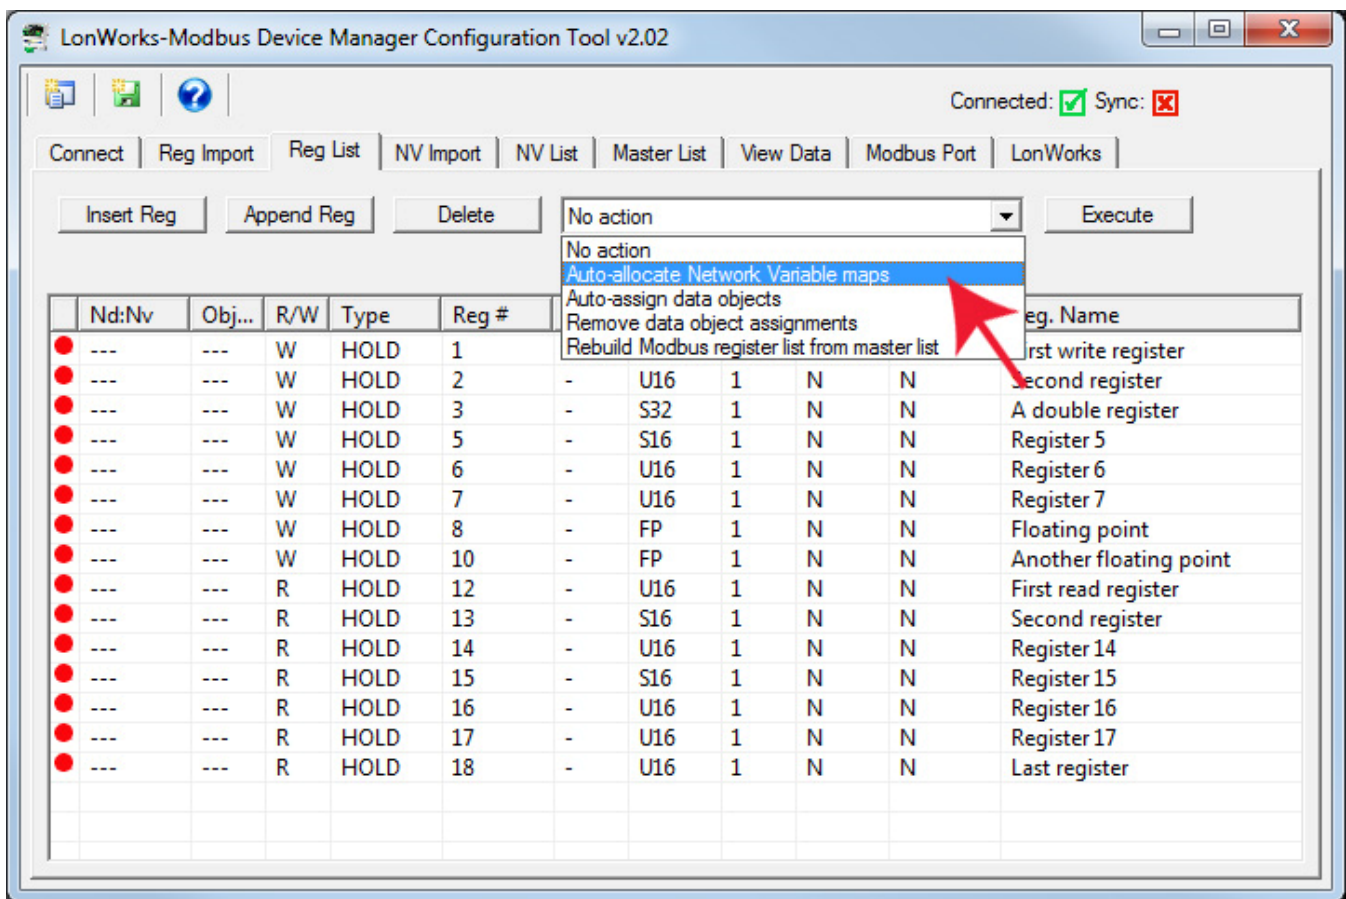 LonWorks-Modbus Device Manager Configuration Tool v2.02
Connected: Sync:
Connect Reg Import Reg List NV Import NV List Master List View Data Modbus Port LonWorks
Insert Reg Append Reg Delete No action Execute
No action
Auto-allocate Network Variable maps
Auto-assign data objects
Remove data object assignments
Rebuild Modbus register list from master list
Nd:Nv Obj... R/W Type Reg # eg. Name
--- --- W HOLD 1 irst write register
--- --- W HOLD 2 - U16 1 N N Second register
--- --- W HOLD 3 - S32 1 N N A double register
--- --- W HOLD 5 - S16 1 N N Register 5
--- --- W HOLD 6 - U16 1 N N Register 6
--- --- W HOLD 7 - U16 1 N N Register 7
--- --- W HOLD 8 - FP 1 N N Floating point
--- --- W HOLD 10 - FP 1 N N Another floating point
--- --- R HOLD 12 - U16 1 N N First read register
--- --- R HOLD 13 - S16 1 N N Second register
--- --- R HOLD 14 - U16 1 N N Register 14
--- --- R HOLD 15 - S16 1 N N Register 15
--- --- R HOLD 16 - U16 1 N N Register 16
--- --- R HOLD 17 - U16 1 N N Register 17
--- --- R HOLD 18 - U16 1 N N Last register